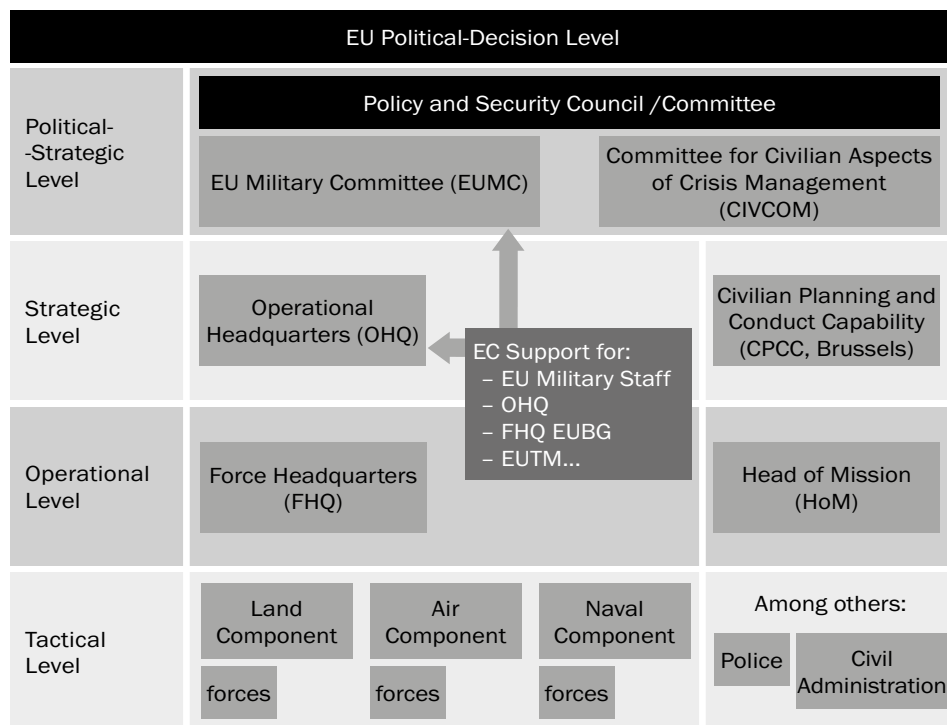 EU Political-Decision Level
Political-
-Strategic
Level
Policy and Security Council /Committee
EU Military Committee (EUMC)
Committee for Civilian Aspects
of Crisis Management
(CIVCOM)
Strategic
Level
Operational
Headquarters (OHQ)
EC Support for:
– EU Military Staff
– OHQ
– FHQ EUBG
– EUTM...
Civilian Planning and
Conduct Capability
(CPCC, Brussels)
Operational
Level
Force Headquarters
(FHQ)
Head of Mission
(HoM)
Tactical
Level
Land
Component
forces
Air
Component
forces
Naval
Component
forces
Among others:
Police
Civil
Administration